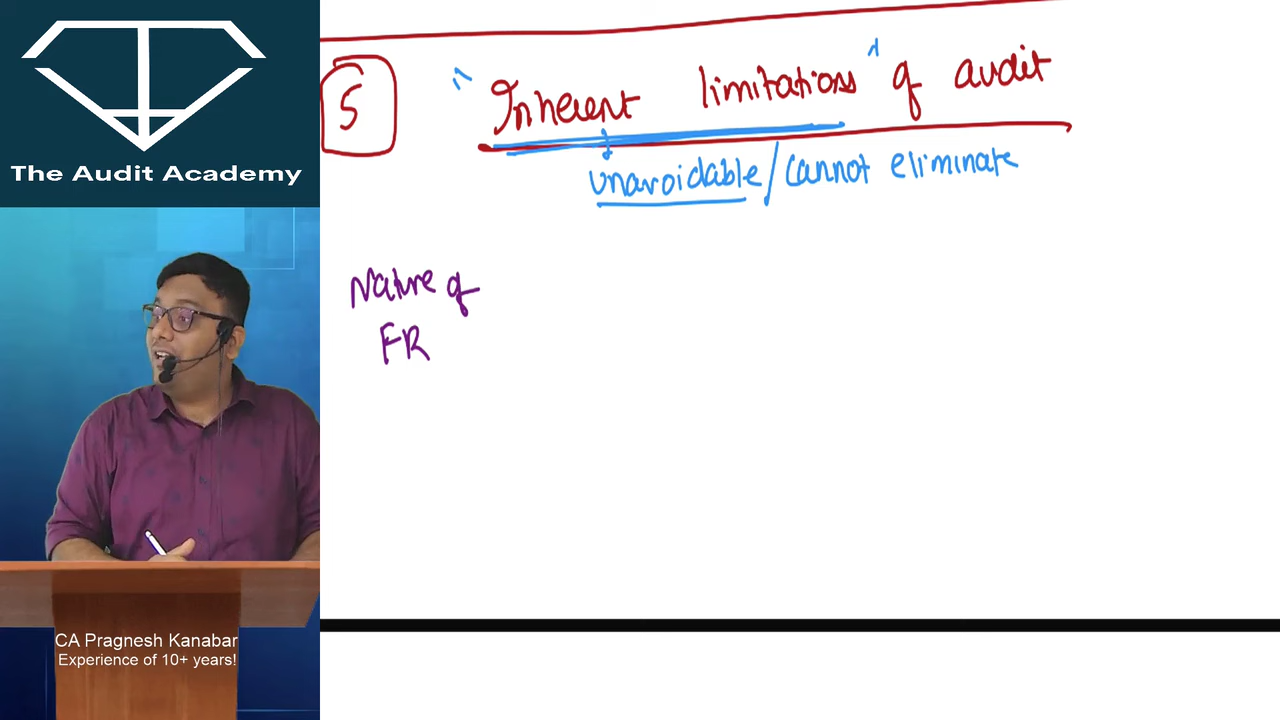 The Audit Academy
5
"Inherent limitations" of audit
unavoidable/cannot eliminate
Nature of
FR
CA Pragnesh Kanabar
Experience of 10+ years!